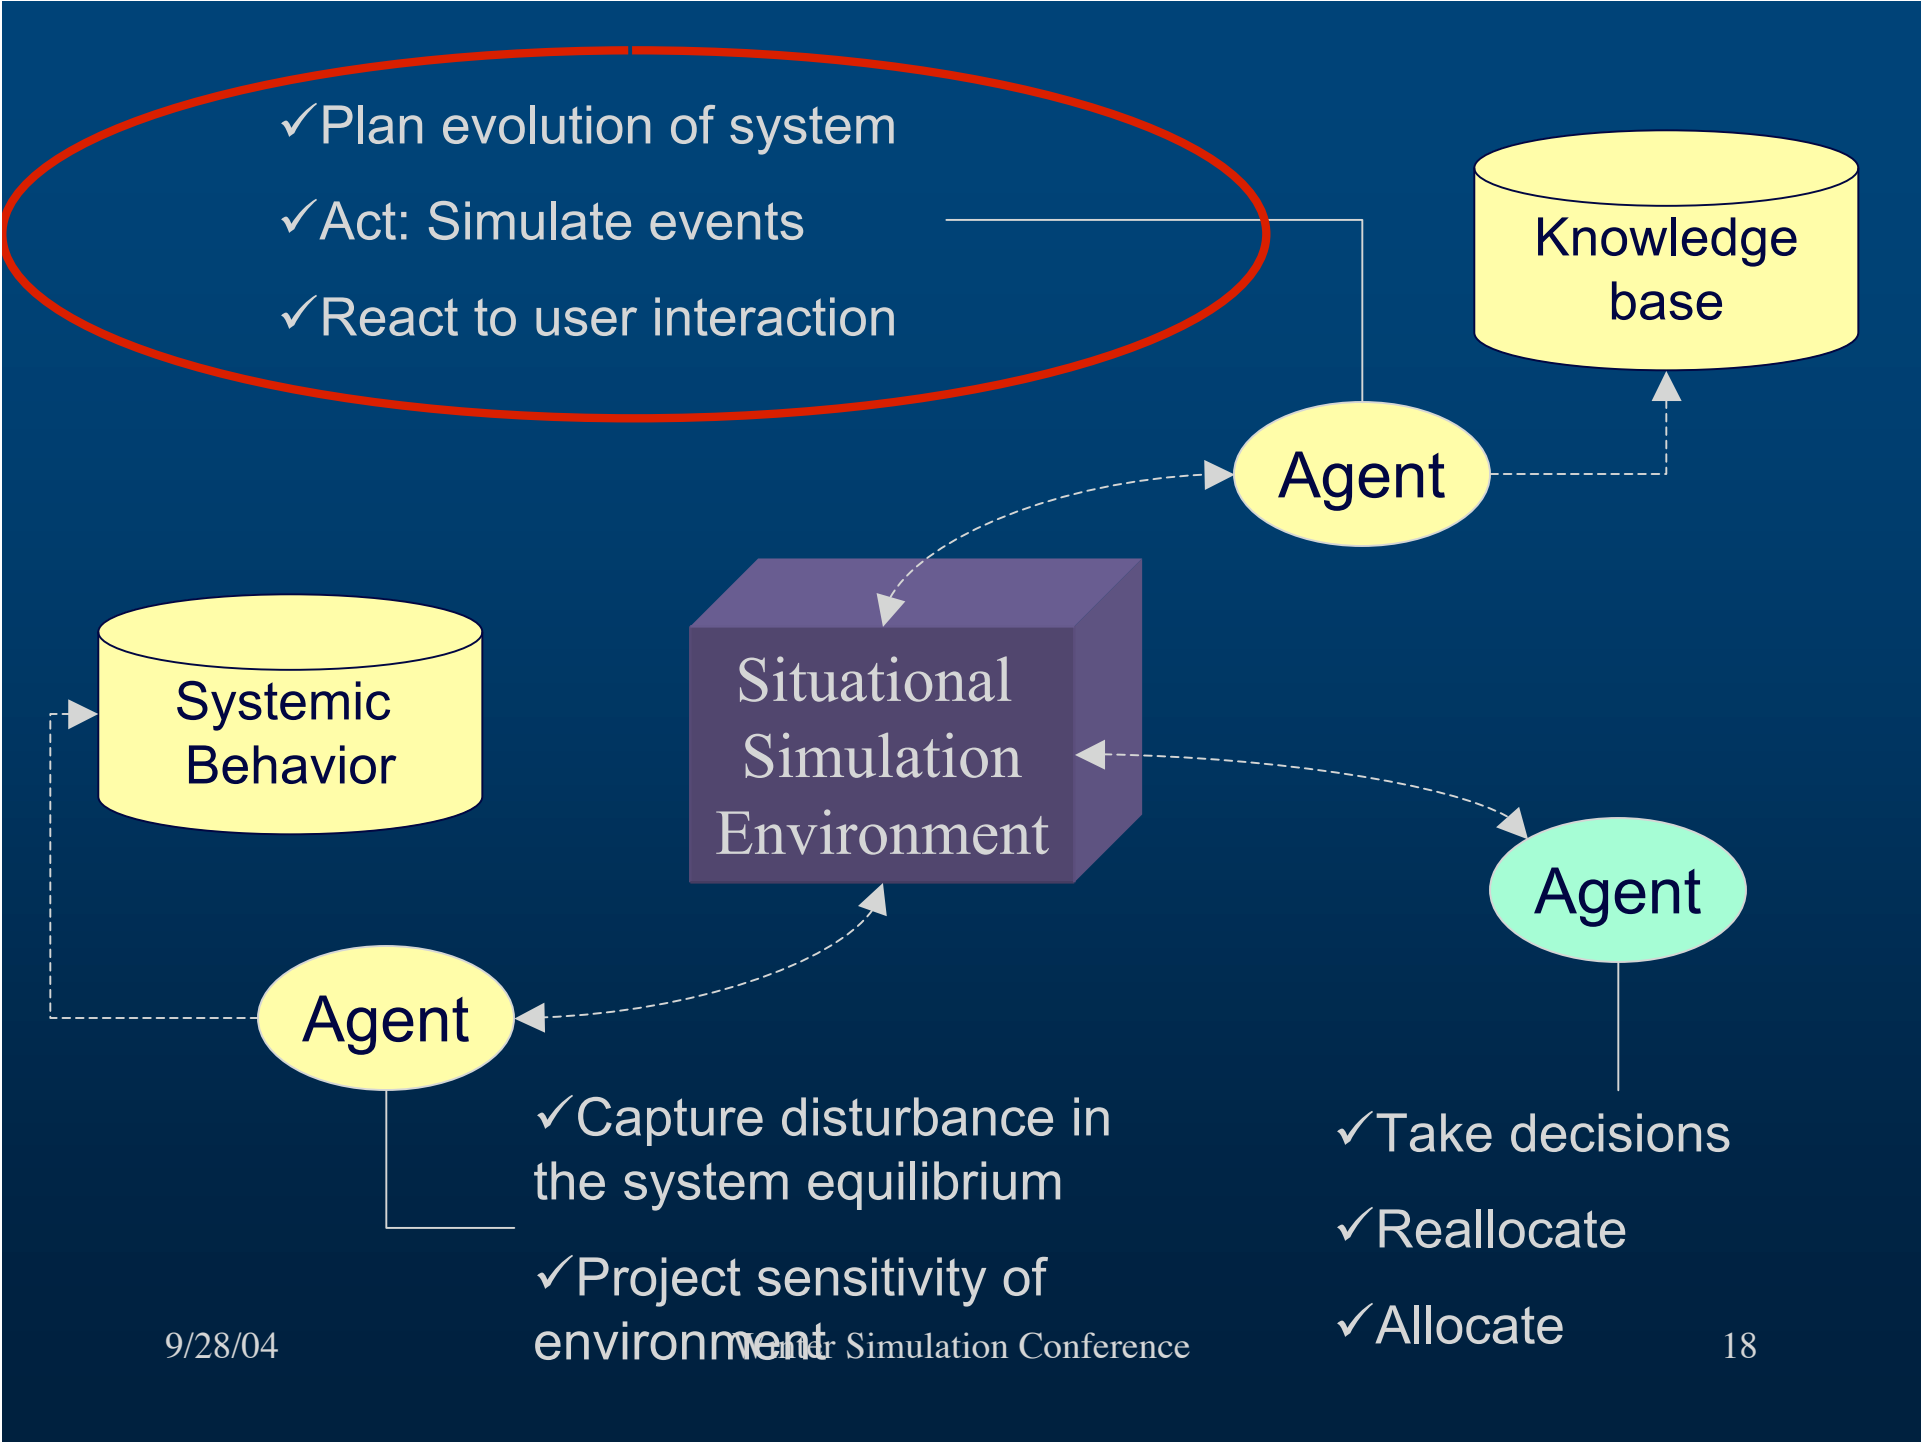 ✓Plan evolution of system
✓Act: Simulate events
✓React to user interaction
Knowledge
base
Agent
Situational
Simulation
Environment
Systemic
Behavior
Agent
Agent
✓Capture disturbance in
the system equilibrium
✓Project sensitivity of
environment
✓Take decisions
✓Reallocate
✓Allocate
9/28/04
Winter Simulation Conference
18